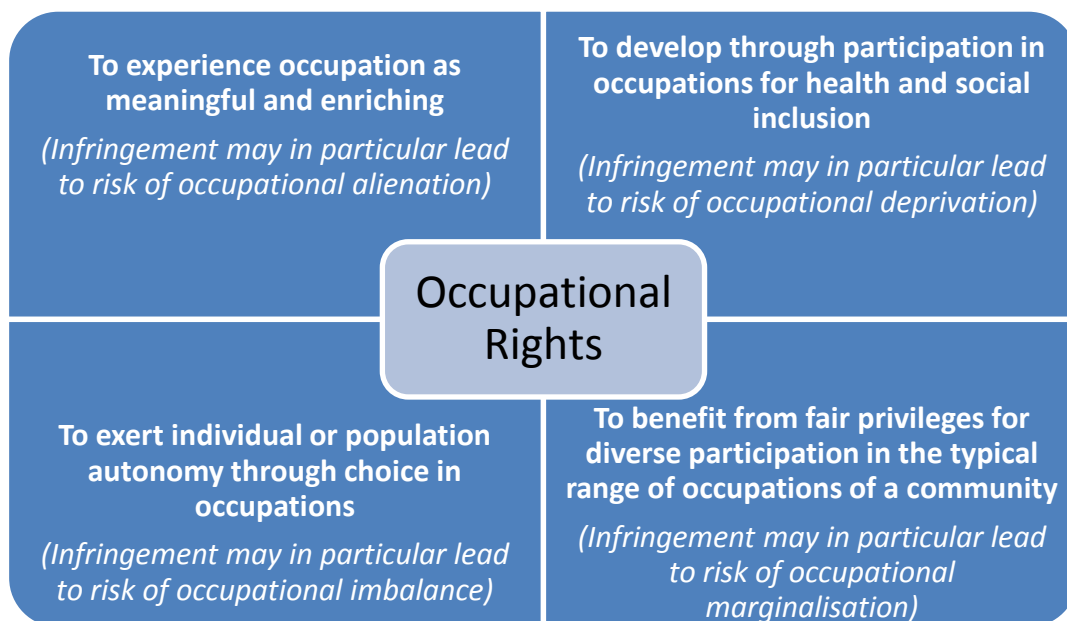 To experience occupation as
meaningful and enriching
(Infringement may in particular lead
to risk of occupational alienation)
To develop through participation in
occupations for health and social
inclusion
(Infringement may in particular lead
to risk of occupational deprivation)
Occupational
Rights
To exert individual or population
autonomy through choice in
occupations
(Infringement may in particular lead
to risk of occupational imbalance)
To benefit from fair privileges for
diverse participation in the typical
range of occupations of a community
(Infringement may in particular lead
to risk of occupational
marginalisation)